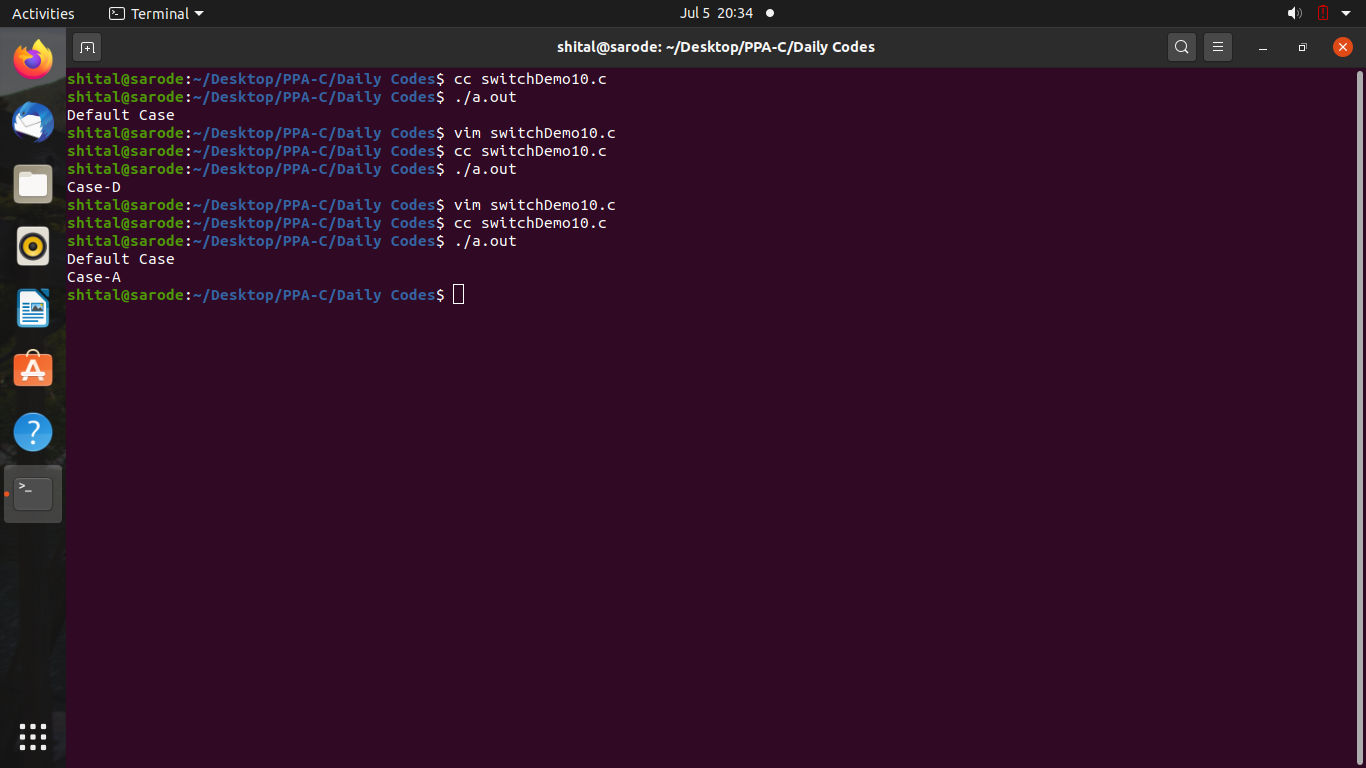 Activities
Terminal
Jul 5 20:34
shital@sarode: ~/Desktop/PPA-C/Daily Codes
shital@sarode:~/Desktop/PPA-C/Daily Codes$ cc switchDemo10.c
shital@sarode:~/Desktop/PPA-C/Daily Codes$ ./a.out
Default Case
shital@sarode:~/Desktop/PPA-C/Daily Codes$ vim switchDemo10.c
shital@sarode:~/Desktop/PPA-C/Daily Codes$ cc switchDemo10.c
shital@sarode:~/Desktop/PPA-C/Daily Codes$ ./a.out
Case-D
shital@sarode:~/Desktop/PPA-C/Daily Codes$ vim switchDemo10.c
shital@sarode:~/Desktop/PPA-C/Daily Codes$ cc switchDemo10.c
shital@sarode:~/Desktop/PPA-C/Daily Codes$ ./a.out
Default Case
Case-A
shital@sarode:~/Desktop/PPA-C/Daily Codes$